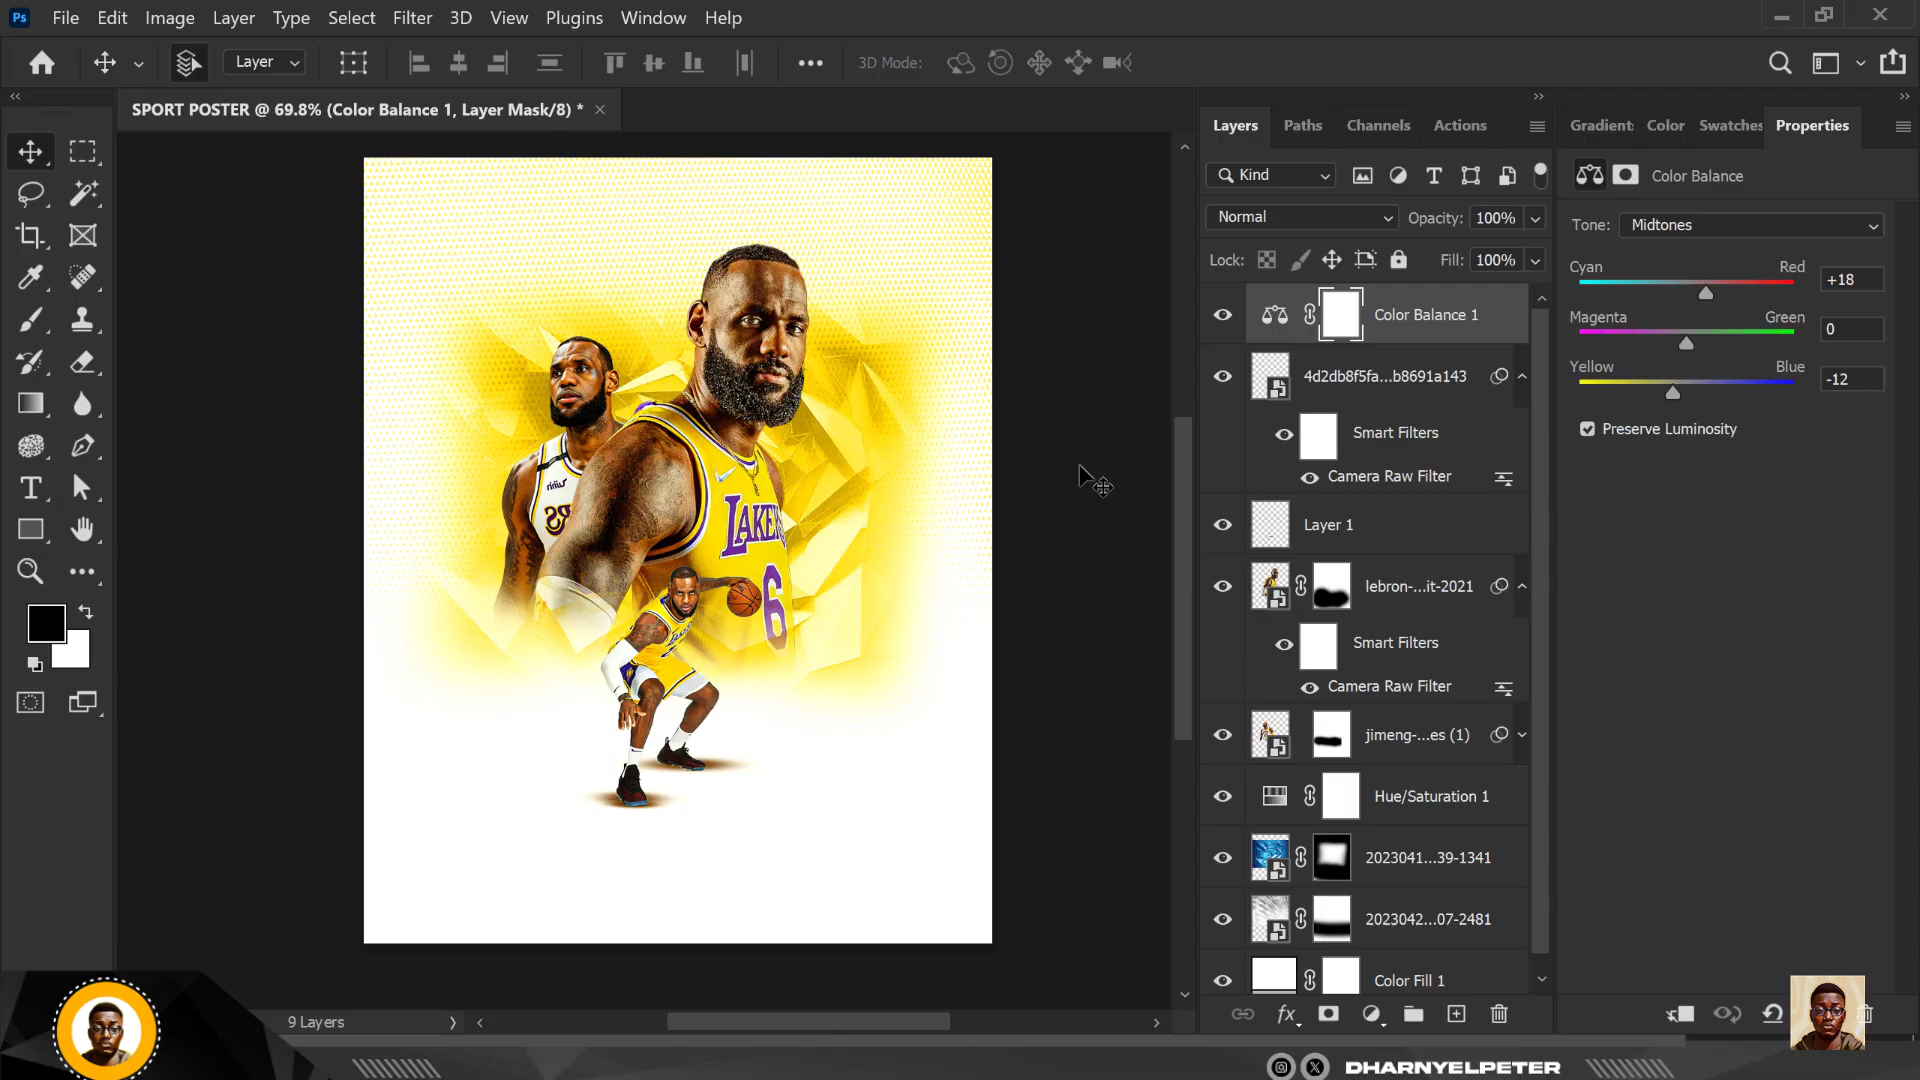 Ps File Edit Image Layer Type Select Filter 3D View Plugins Window Help
Layer 3D Mode:
SPORT POSTER @ 69.8% (Color Balance 1, Layer Mask/8) *
Layers Paths Channels Actions
Gradient Color Swatches Properties
Kind
Color Balance
Normal Opacity: 100%
Tone: Midtones
Lock: Fill: 100%
Cyan Red +18
Magenta Green 0
Yellow Blue -12
Preserve Luminosity
Color Balance 1
4d2db8f5fa...b8691a143
Smart Filters
Camera Raw Filter
Layer 1
lebron-...it-2021
Smart Filters
Camera Raw Filter
jimeng-...es (1)
Hue/Saturation 1
2023041...39-1341
2023042...07-2481
Color Fill 1
LAKE
6
9 Layers
DHARNYELPETER